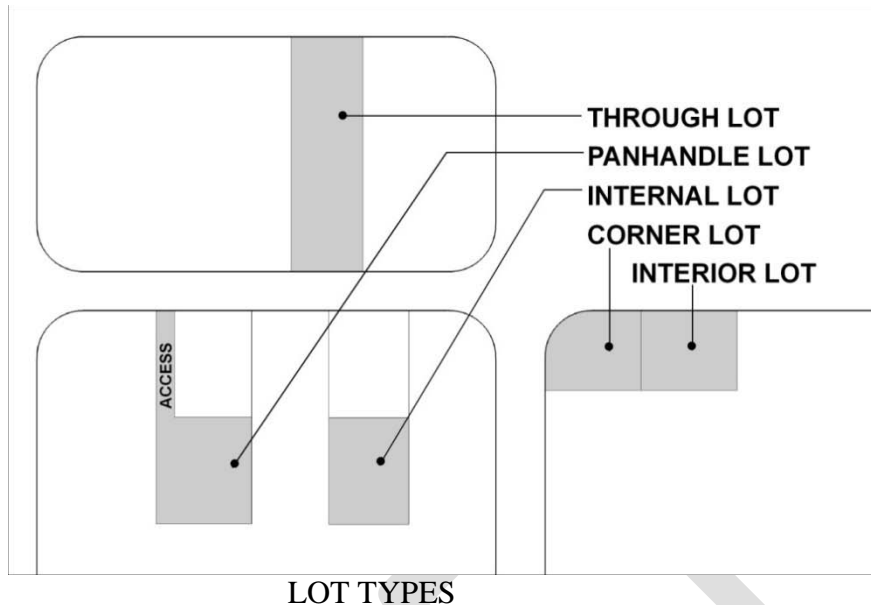 THROUGH LOT
PANHANDLE LOT
INTERNAL LOT
CORNER LOT
INTERIOR LOT
ACCESS
LOT TYPES